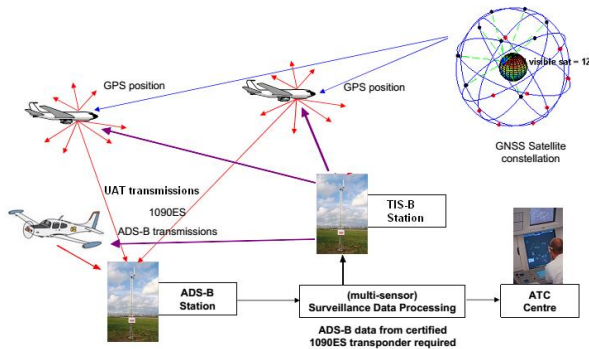 visible sat = 12
GPS position
GPS position
GNSS Satellite
constellation
UAT transmissions
1090ES
ADS-B transmissions
TIS-B
Station
ADS-B
Station
(multi-sensor)
Surveillance Data Processing
ATC
Centre
ADS-B data from certified
1090ES transponder required